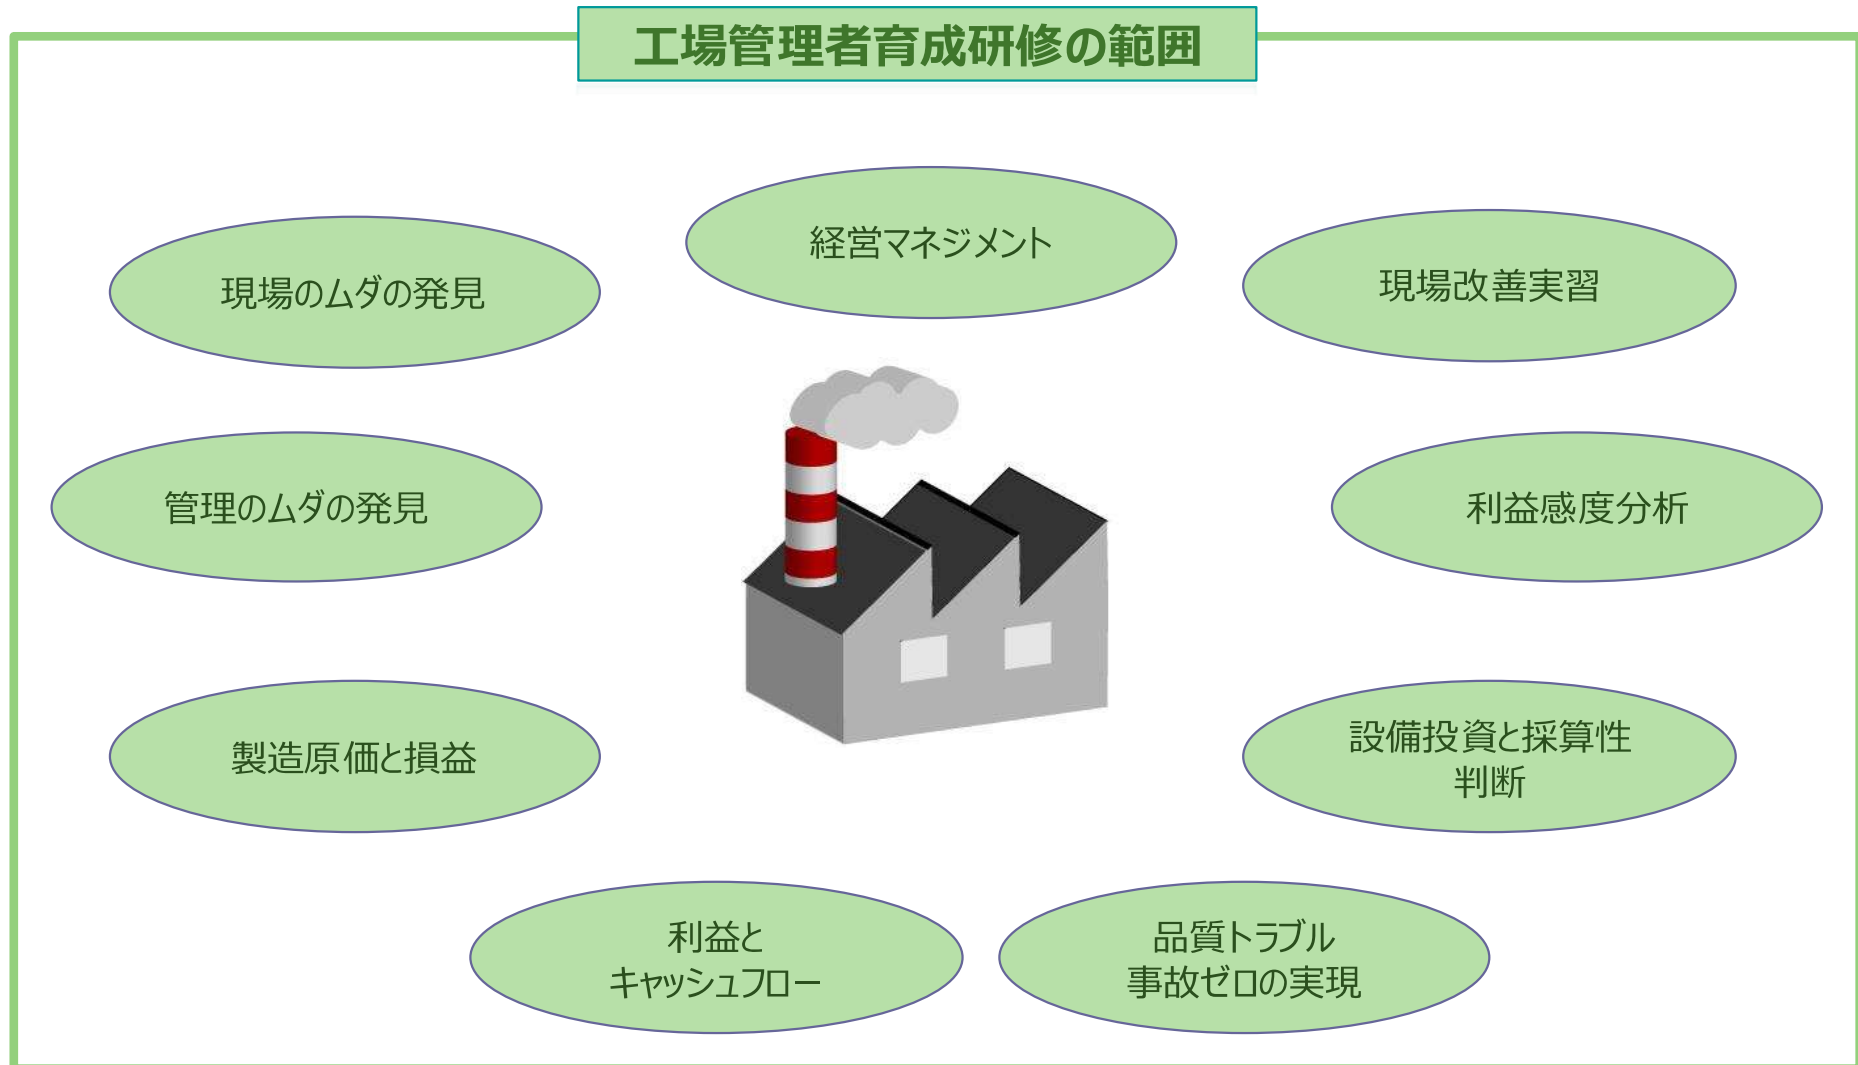 工場管理者育成研修の範囲
経営マネジメント
現場のムダの発見
現場改善実習
管理のムダの発見
利益感度分析
製造原価と損益
設備投資と採算性
判断
利益と
キャッシュフロー
品質トラブル
事故ゼロの実現